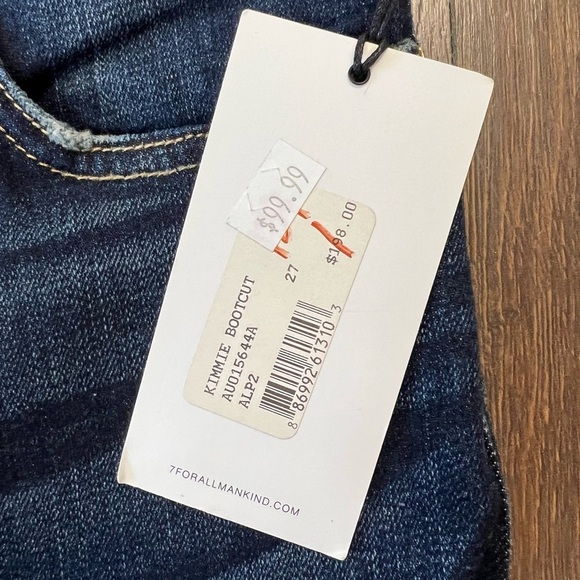 $99.99
$198.00
27
KIMMIE BOOTCUT
AU015644A
ALP2
8 86992 61310 3
7FORALLMANKIND.COM